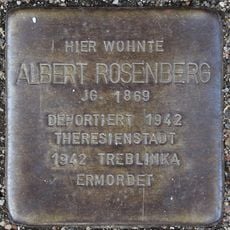 HIER WOHNTE
ALBERT ROSENBERG
JG. 1869
DEPORTIERT 1942
THERESIENSTADT
1942 TREBLINKA
ERMORDET